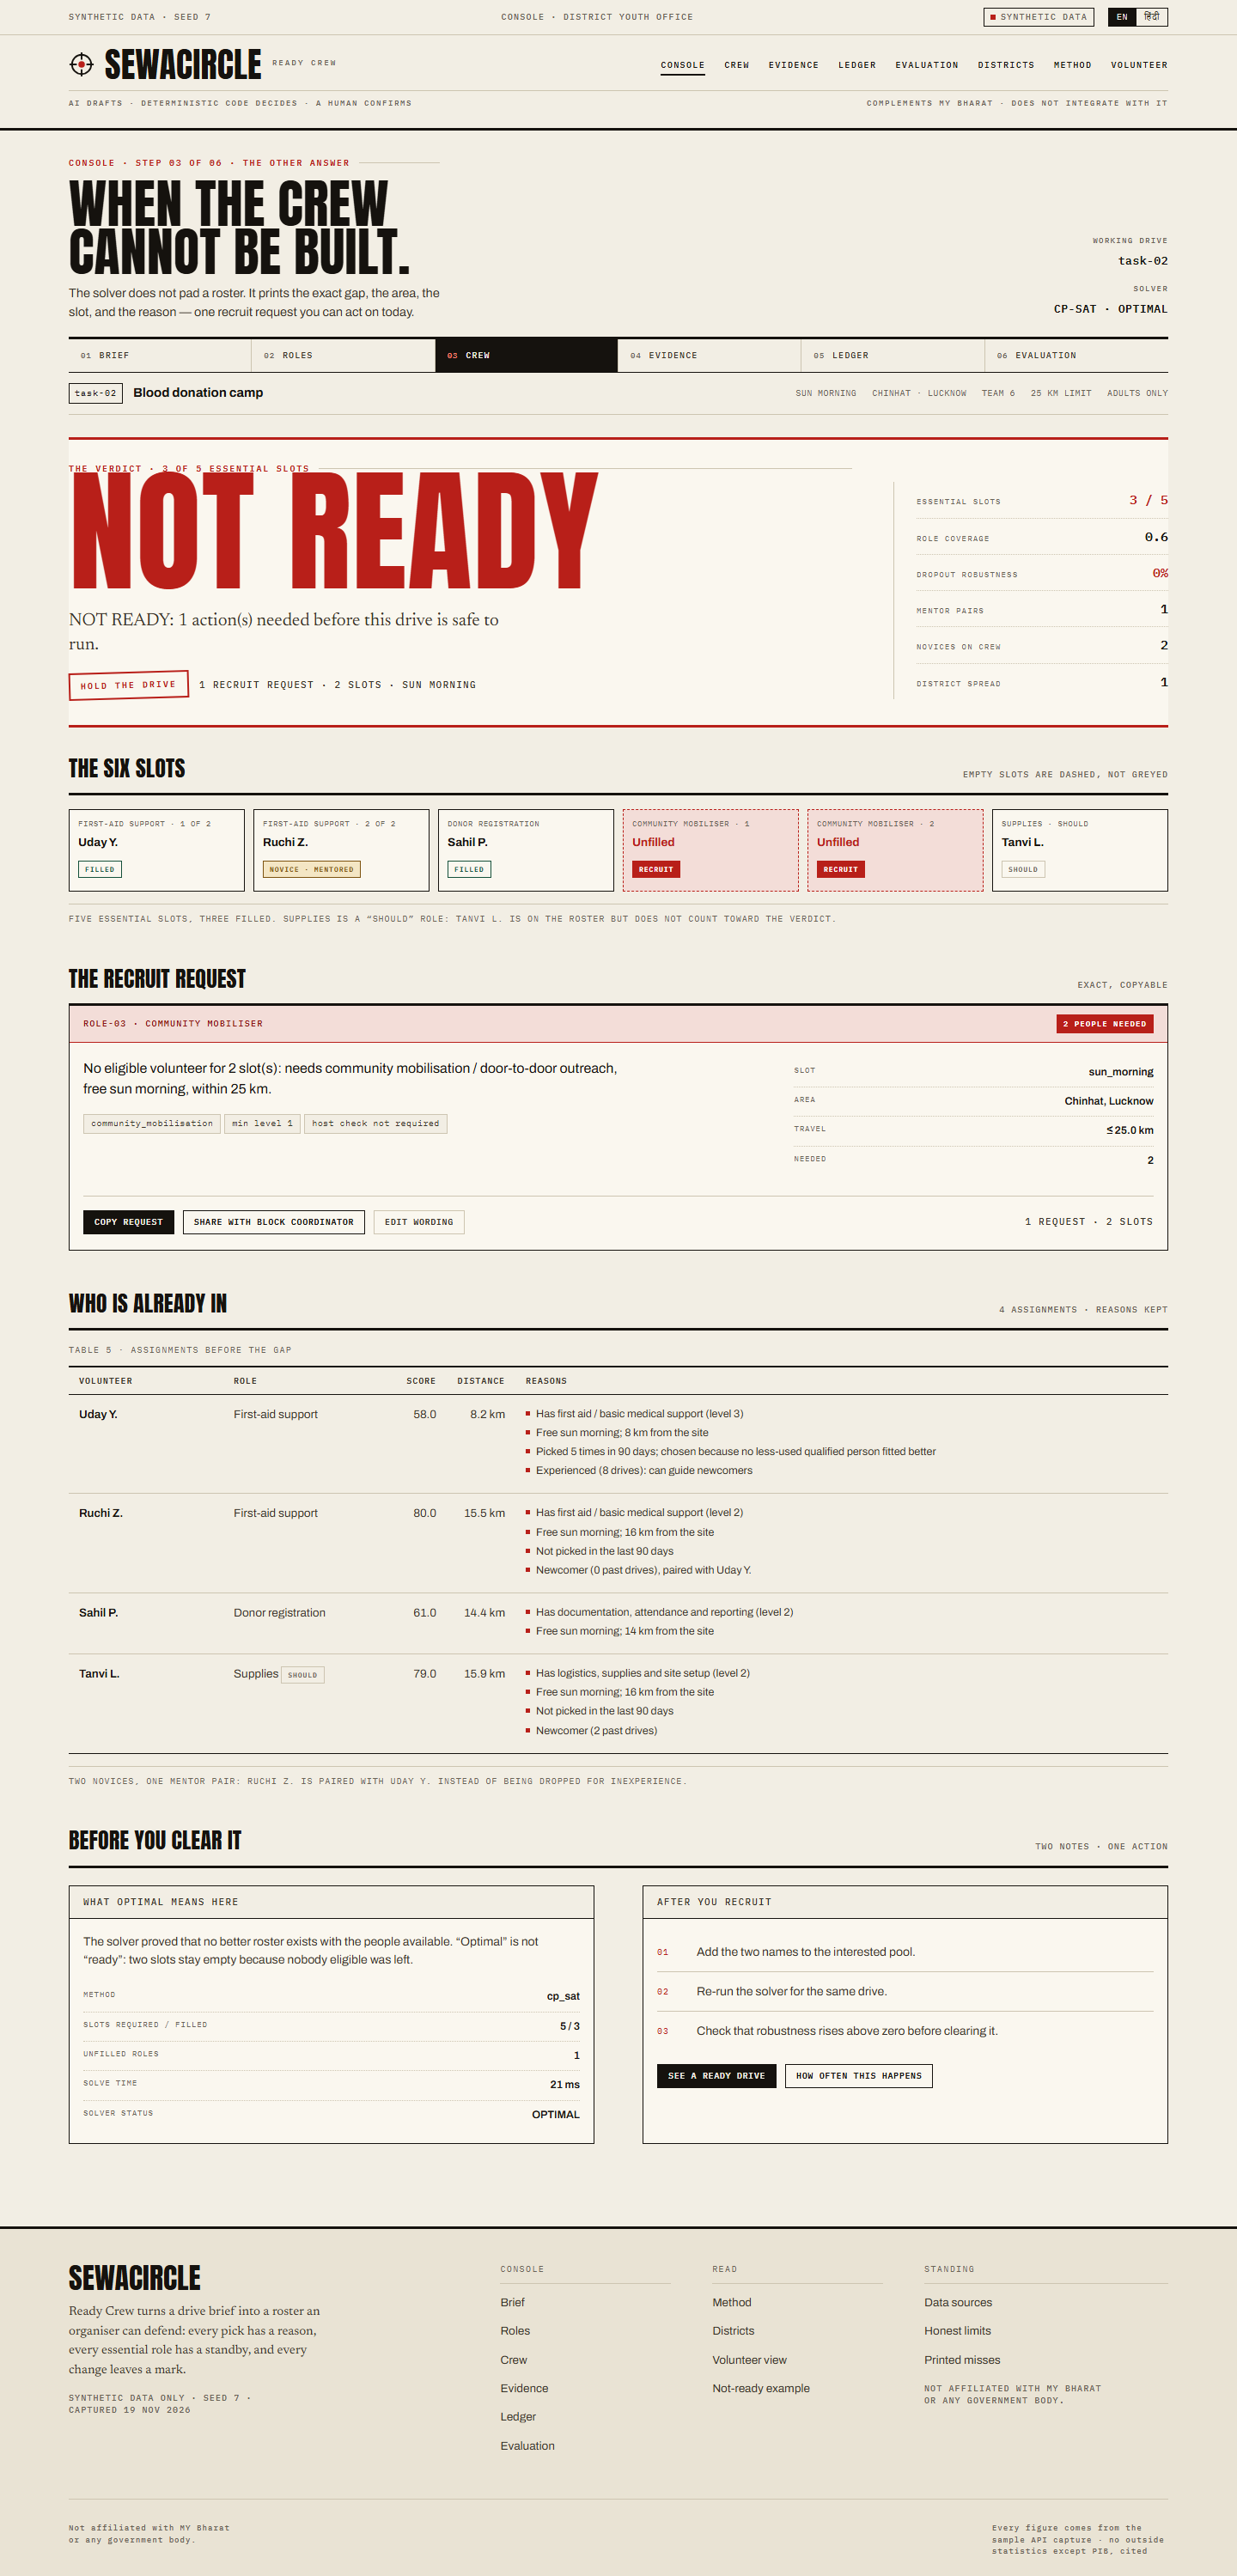 SYNTHETIC DATA · SEED 7
CONSOLE · DISTRICT YOUTH OFFICE
SYNTHETIC DATA
EN
हिंदी
SEWACIRCLE
READY CREW
CONSOLE CREW EVIDENCE LEDGER EVALUATION DISTRICTS METHOD VOLUNTEER
AI DRAFTS · DETERMINISTIC CODE DECIDES · A HUMAN CONFIRMS
COMPLEMENTS MY BHARAT · DOES NOT INTEGRATE WITH IT
CONSOLE · STEP 03 OF 06 · THE OTHER ANSWER
WHEN THE CREW
CANNOT BE BUILT.
The solver does not pad a roster. It prints the exact gap, the area, the
slot, and the reason — one recruit request you can act on today.
WORKING DRIVE
task-02
SOLVER
CP-SAT · OPTIMAL
01 BRIEF
02 ROLES
03 CREW
04 EVIDENCE
05 LEDGER
06 EVALUATION
task-02 Blood donation camp
SUN MORNING CHINHAT · LUCKNOW TEAM 6 25 KM LIMIT ADULTS ONLY
THE VERDICT · 3 OF 5 ESSENTIAL SLOTS
NOT READY
NOT READY: 1 action(s) needed before this drive is safe to
run.
HOLD THE DRIVE
1 RECRUIT REQUEST · 2 SLOTS · SUN MORNING
ESSENTIAL SLOTS 3 / 5
ROLE COVERAGE 0.6
DROPOUT ROBUSTNESS 0%
MENTOR PAIRS 1
NOVICES ON CREW 2
DISTRICT SPREAD 1
THE SIX SLOTS
EMPTY SLOTS ARE DASHED, NOT GREYED
FIRST-AID SUPPORT · 1 OF 2
Uday Y.
FILLED
FIRST-AID SUPPORT · 2 OF 2
Ruchi Z.
NOVICE · MENTORED
DONOR REGISTRATION
Sahil P.
FILLED
COMMUNITY MOBILISER · 1
Unfilled
RECRUIT
COMMUNITY MOBILISER · 2
Unfilled
RECRUIT
SUPPLIES · SHOULD
Tanvi L.
SHOULD
FIVE ESSENTIAL SLOTS, THREE FILLED. SUPPLIES IS A “SHOULD” ROLE: TANVI L. IS ON THE ROSTER BUT DOES NOT COUNT TOWARD THE VERDICT.
THE RECRUIT REQUEST
EXACT, COPYABLE
ROLE-03 · COMMUNITY MOBILISER
2 PEOPLE NEEDED
No eligible volunteer for 2 slot(s): needs community mobilisation / door-to-door outreach,
free sun morning, within 25 km.
community_mobilisation
min level 1
host check not required
SLOT sun_morning
AREA Chinhat, Lucknow
TRAVEL ≤25.0 km
NEEDED 2
COPY REQUEST
SHARE WITH BLOCK COORDINATOR
EDIT WORDING
1 REQUEST · 2 SLOTS
WHO IS ALREADY IN
4 ASSIGNMENTS · REASONS KEPT
TABLE 5 · ASSIGNMENTS BEFORE THE GAP
VOLUNTEER ROLE SCORE DISTANCE REASONS
Uday Y. First-aid support 58.0 8.2 km
Has first aid / basic medical support (level 3)
Free sun morning; 8 km from the site
Picked 5 times in 90 days; chosen because no less-used qualified person fitted better
Experienced (8 drives): can guide newcomers
Ruchi Z. First-aid support 80.0 15.5 km
Has first aid / basic medical support (level 2)
Free sun morning; 16 km from the site
Not picked in the last 90 days
Newcomer (0 past drives), paired with Uday Y.
Sahil P. Donor registration 61.0 14.4 km
Has documentation, attendance and reporting (level 2)
Free sun morning; 14 km from the site
Tanvi L. Supplies SHOULD 79.0 15.9 km
Has logistics, supplies and site setup (level 2)
Free sun morning; 16 km from the site
Not picked in the last 90 days
Newcomer (2 past drives)
TWO NOVICES, ONE MENTOR PAIR: RUCHI Z. IS PAIRED WITH UDAY Y. INSTEAD OF BEING DROPPED FOR INEXPERIENCE.
BEFORE YOU CLEAR IT
TWO NOTES · ONE ACTION
WHAT OPTIMAL MEANS HERE
The solver proved that no better roster exists with the people available. “Optimal” is not
“ready”: two slots stay empty because nobody eligible was left.
METHOD cp_sat
SLOTS REQUIRED / FILLED 5 / 3
UNFILLED ROLES 1
SOLVE TIME 21 ms
SOLVER STATUS OPTIMAL
AFTER YOU RECRUIT
01 Add the two names to the interested pool.
02 Re-run the solver for the same drive.
03 Check that robustness rises above zero before clearing it.
SEE A READY DRIVE
HOW OFTEN THIS HAPPENS
SEWACIRCLE
Ready Crew turns a drive brief into a roster an
organiser can defend: every pick has a reason,
every essential role has a standby, and every
change leaves a mark.
SYNTHETIC DATA ONLY · SEED 7 ·
CAPTURED 19 NOV 2026
CONSOLE
Brief
Roles
Crew
Evidence
Ledger
Evaluation
READ
Method
Districts
Volunteer view
Not-ready example
STANDING
Data sources
Honest limits
Printed misses
NOT AFFILIATED WITH MY BHARAT
OR ANY GOVERNMENT BODY.
Not affiliated with MY Bharat
or any government body.
Every figure comes from the
sample API capture · no outside
statistics except PIB, cited